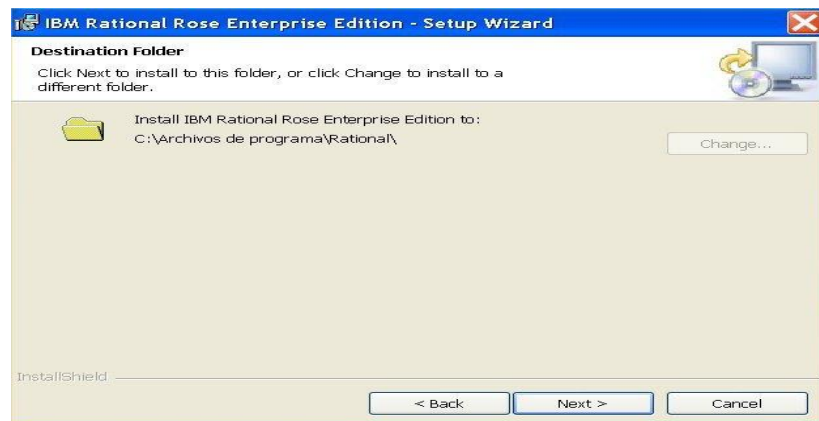 IBM Rational Rose Enterprise Edition - Setup Wizard
Destination Folder
Click Next to install to this folder, or click Change to install to a
different folder.
Install IBM Rational Rose Enterprise Edition to:
C:\Archivos de programa\Rational\
Change...
InstallShield
< Back
Next >
Cancel